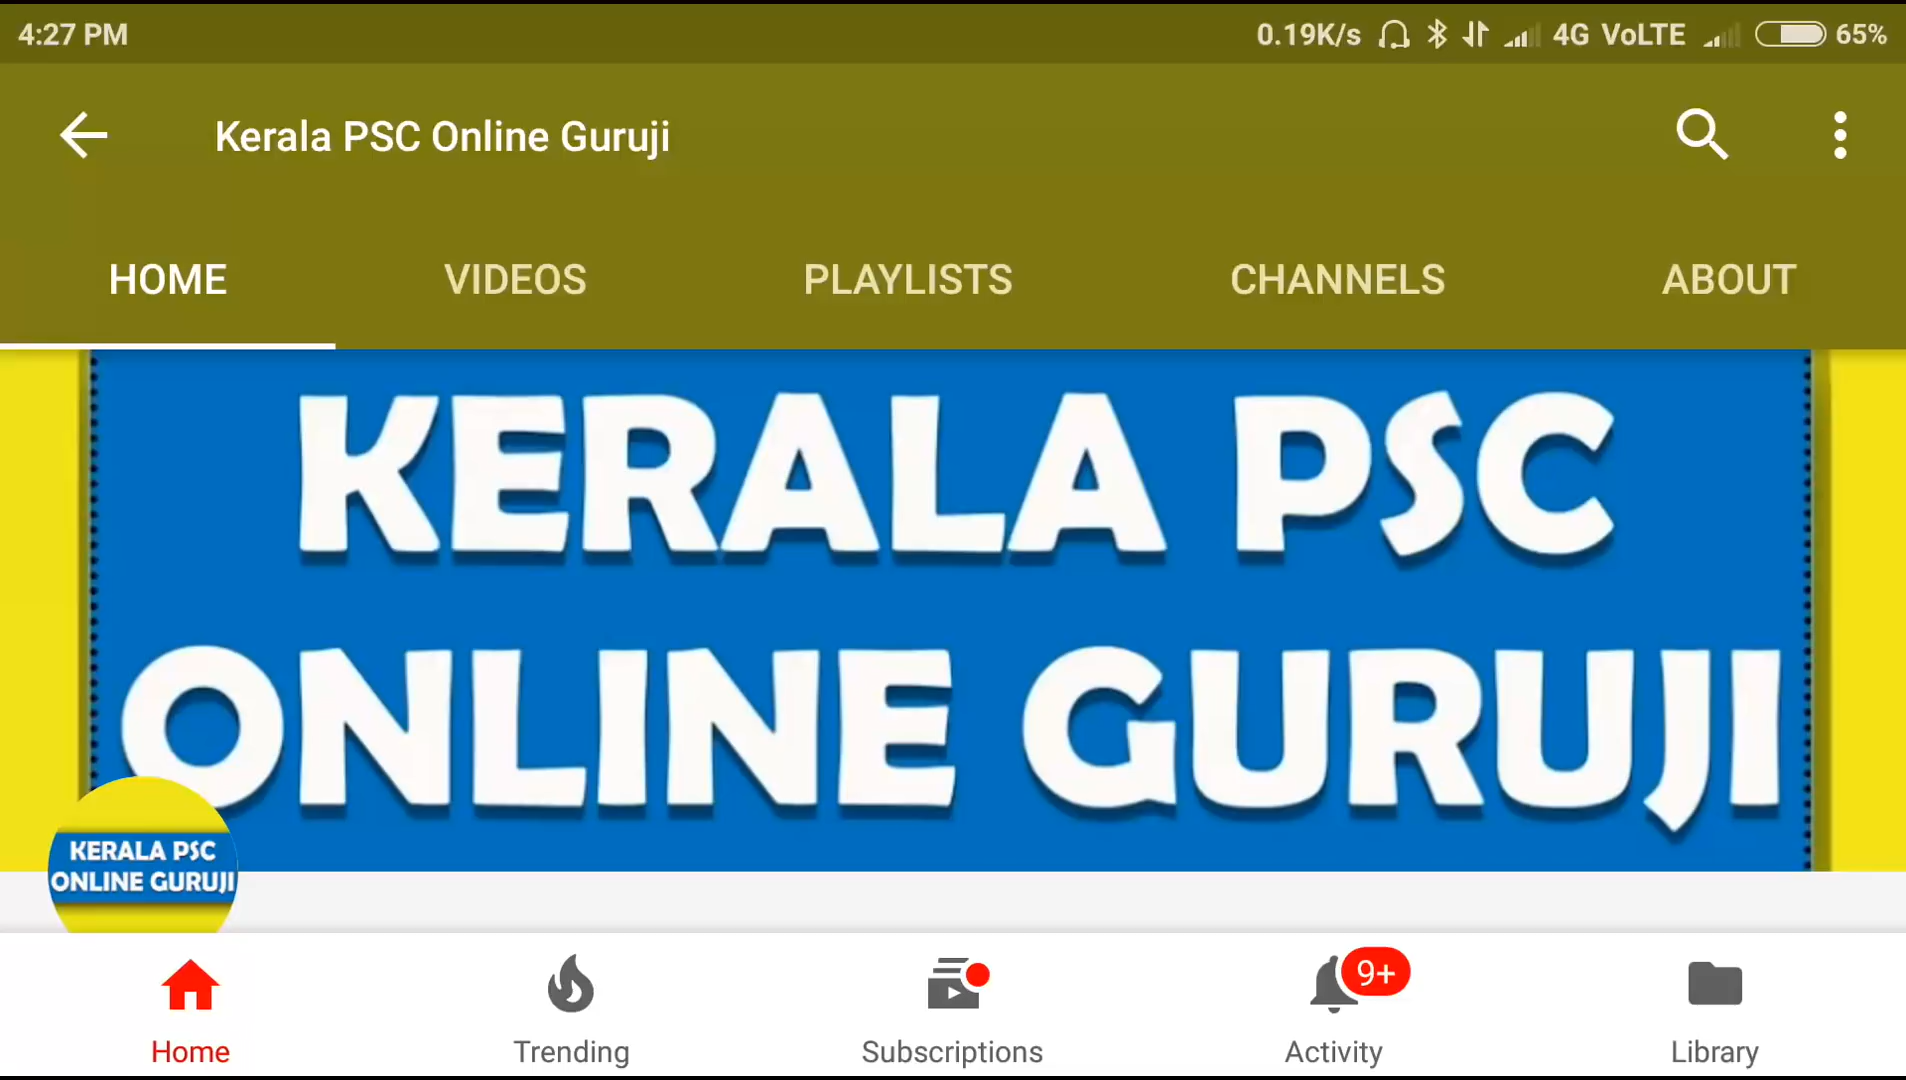 4:27 PM 0.19K/s 4G VoLTE 65%
Kerala PSC Online Guruji
HOME VIDEOS PLAYLISTS CHANNELS ABOUT
KERALA PSC
ONLINE GURUJI
KERALA PSC
ONLINE GURUJI
9+
Home Trending Subscriptions Activity Library